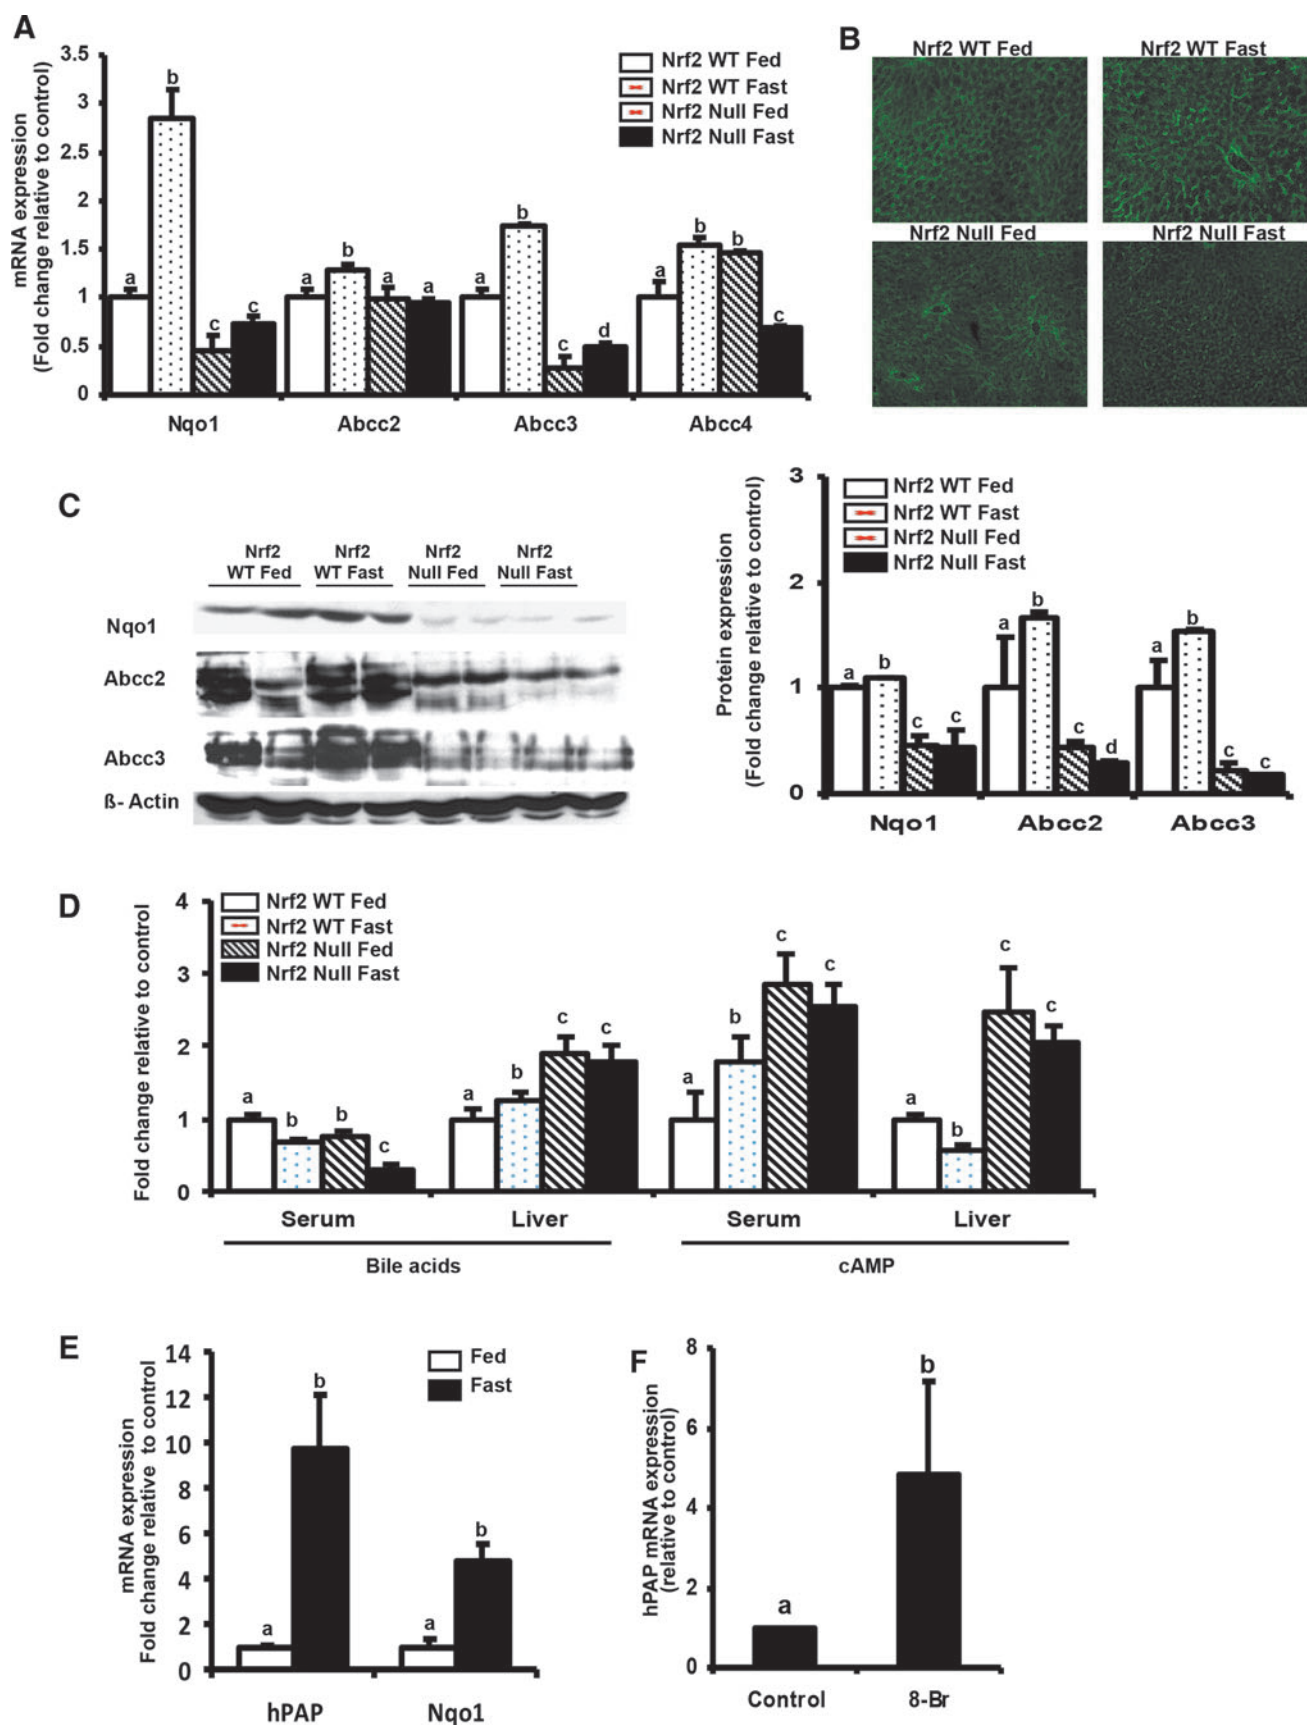 A
mRNA expression
(Fold change relative to control)
3.5
3
2.5
2
1.5
1
0.5
0
a
b
c
c
a
b
a
a
a
b
c
d
a
b
b
c
Nqo1
Abcc2
Abcc3
Abcc4
Nrf2 WT Fed
Nrf2 WT Fast
Nrf2 Null Fed
Nrf2 Null Fast
B
Nrf2 WT Fed
Nrf2 WT Fast
Nrf2 Null Fed
Nrf2 Null Fast
C
Nrf2
WT Fed
Nrf2
WT Fast
Nrf2
Null Fed
Nrf2
Null Fast
Nqo1
Abcc2
Abcc3
ß- Actin
Protein expression
(Fold change relative to control)
3
2
1
0
Nrf2 WT Fed
Nrf2 WT Fast
Nrf2 Null Fed
Nrf2 Null Fast
a
b
c
c
a
b
c
d
a
b
c
c
Nqo1
Abcc2
Abcc3
D
Fold change relative to control
4
3
2
1
0
Nrf2 WT Fed
Nrf2 WT Fast
Nrf2 Null Fed
Nrf2 Null Fast
a
b
b
c
a
b
c
c
a
b
c
c
a
b
c
c
Serum
Liver
Serum
Liver
Bile acids
cAMP
E
mRNA expression
Fold change relative to control
14
12
10
8
6
4
2
0
Fed
Fast
a
b
a
b
hPAP
Nqo1
F
hPAP mRNA expression
(relative to control)
8
6
4
2
0
a
b
Control
8-Br